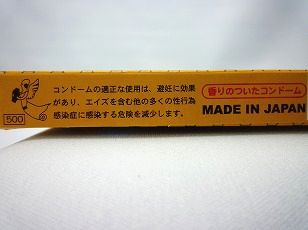 コンドームの適正な使用は、避妊に効果
があり、エイズを含む他の多くの性行為
感染症に感染する危険を減少します。
500
香りのついたコンドーム
MADE IN JAPAN